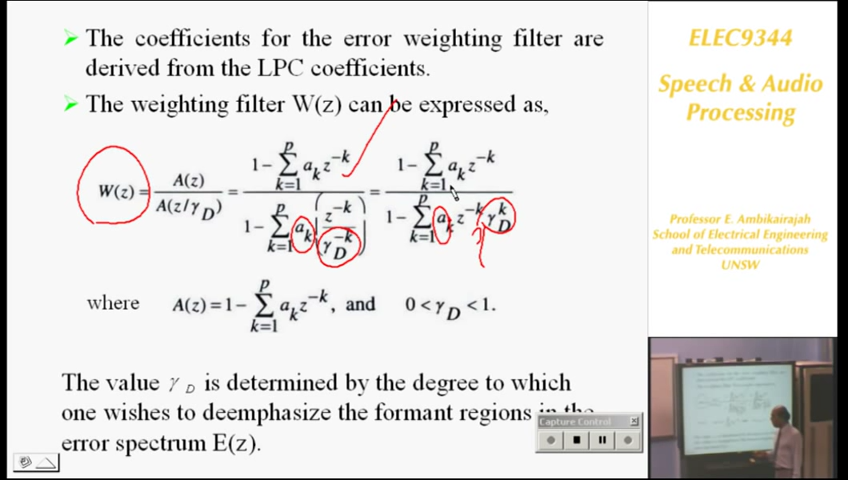 The coefficients for the error weighting filter are
derived from the LPC coefficients.
The weighting filter W(z) can be expressed as,
W(z) = A(z) / A(z/γ_D) = (1 − Σ_{k=1}^{p} a_k z^{−k}) / (1 − Σ_{k=1}^{p} a_k (z^{−k} / γ_D^{−k})) = (1 − Σ_{k=1}^{p} a_k z^{−k}) / (1 − Σ_{k=1}^{p} a_k z^{−k} γ_D^{k})
where A(z) = 1 − Σ_{k=1}^{p} a_k z^{−k}, and 0 < γ_D < 1.
The value γ_D is determined by the degree to which
one wishes to deemphasize the formant regions in the
error spectrum E(z).
Capture Control
ELEC9344
Speech & Audio
Processing
Professor E. Ambikairajah
School of Electrical Engineering
and Telecommunications
UNSW